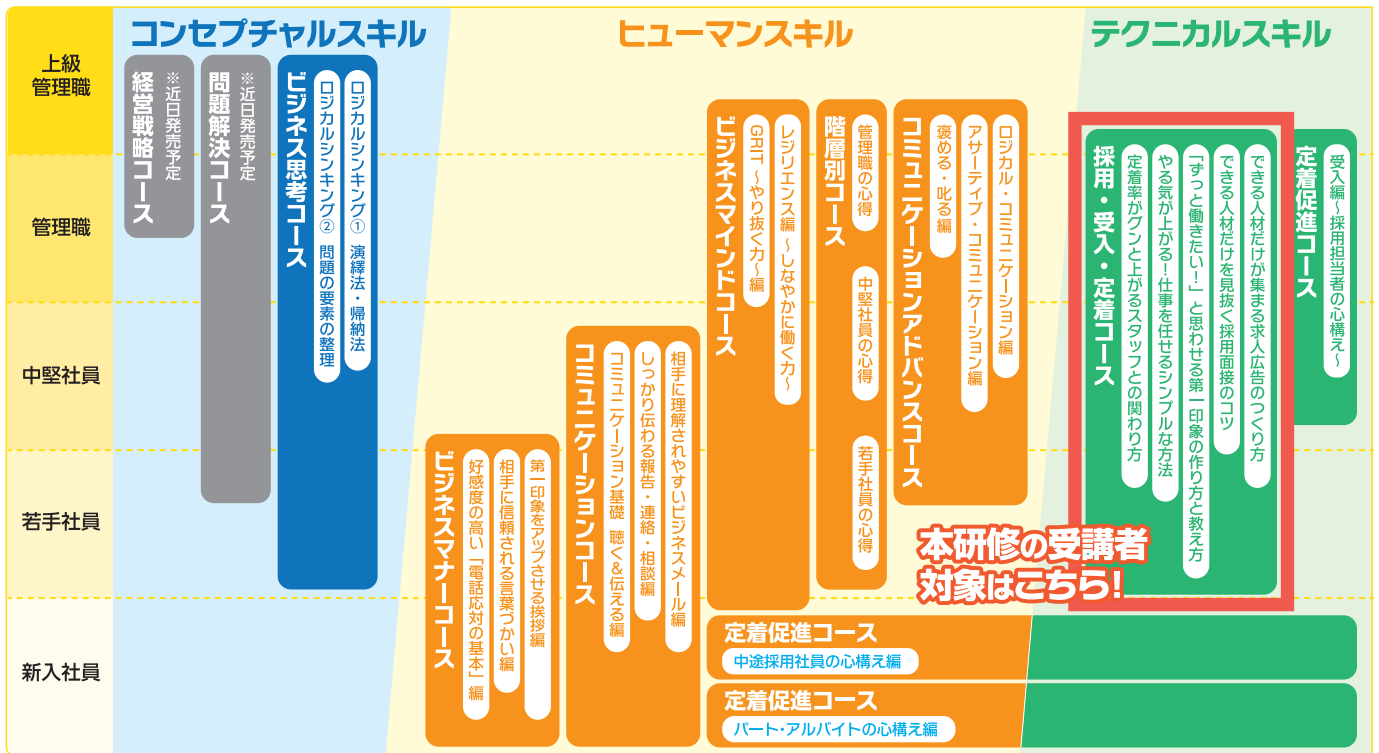 コンセプチャルスキル
ヒューマンスキル
テクニカルスキル
上級
管理職
管理職
中堅社員
若手社員
新入社員
経営戦略コース
※近日発売予定
問題解決コース
※近日発売予定
ビジネス思考コース
ロジカルシンキング② 問題の要素の整理
ロジカルシンキング① 演繹法・帰納法
ビジネスマナーコース
好感度の高い「電話応対の基本」編
相手に信頼される言葉づかい編
第一印象をアップさせる挨拶編
コミュニケーションコース
コミュニケーション基礎 聴く&伝える編
しっかり伝わる報告・連絡・相談編
相手に理解されやすいビジネスメール編
ビジネスマインドコース
GRIT ～やり抜く力～編
レジリエンス編 ～しなやかに働く力～
階層別コース
管理職の心得
中堅社員の心得
若手社員の心得
コミュニケーションアドバンスコース
褒める・叱る編
アサーティブ・コミュニケーション編
ロジカル・コミュニケーション編
採用・受入・定着コース
定着率がグンと上がるスタッフとの関わり方
やる気が上がる！仕事を任せるシンプルな方法
「ずっと働きたい！」と思わせる第一印象の作り方と教え方
できる人材だけを見抜く採用面接のコツ
できる人材だけが集まる求人広告のつくり方
定着促進コース
受入編～採用担当者の心構え～
本研修の受講者
対象はこちら！
定着促進コース
中途採用社員の心構え編
定着促進コース
パート・アルバイトの心構え編